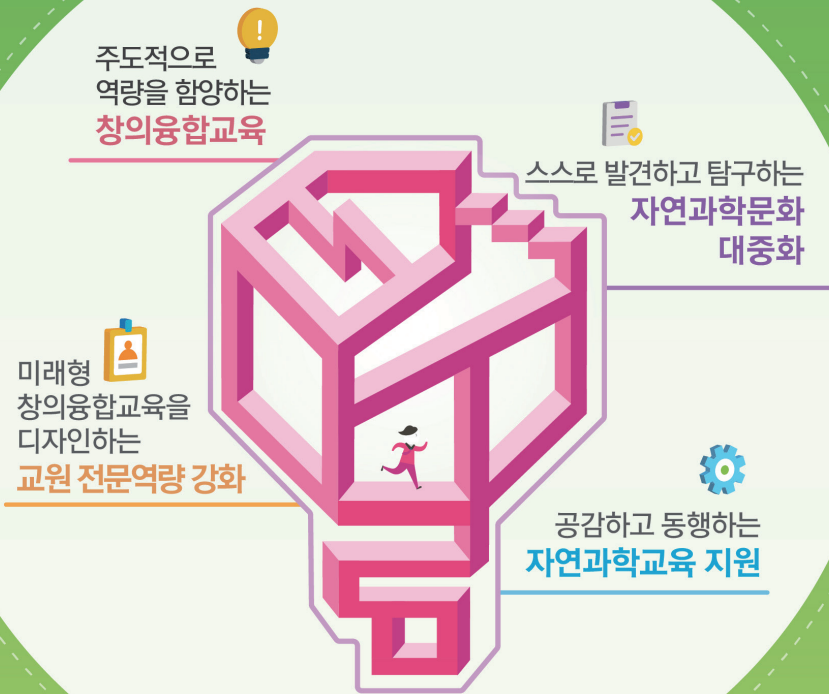 주도적으로
역량을 함양하는
창의융합교육
스스로 발견하고 탐구하는
자연과학문화
대중화
미래형
창의융합교육을
디자인하는
교원 전문역량 강화
공감하고 동행하는
자연과학교육 지원